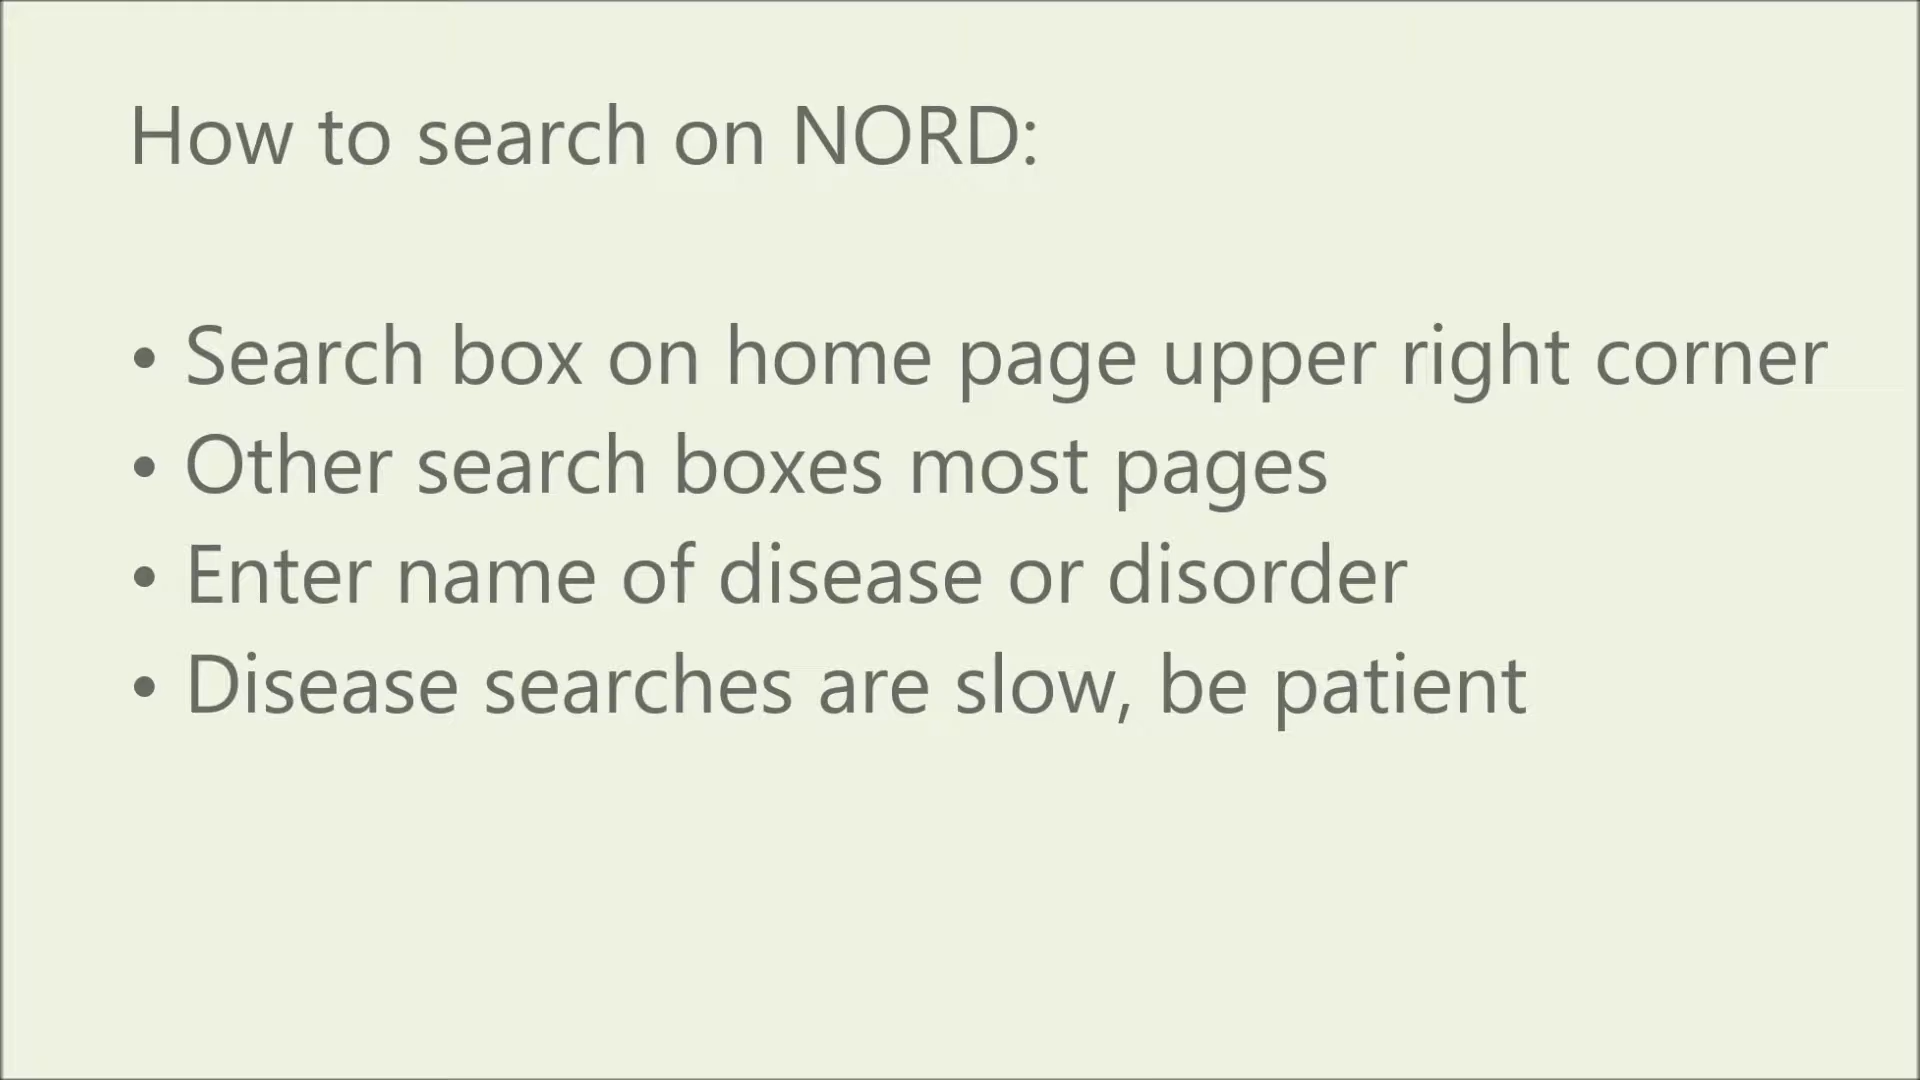 How to search on NORD:
• Search box on home page upper right corner
• Other search boxes most pages
• Enter name of disease or disorder
• Disease searches are slow, be patient